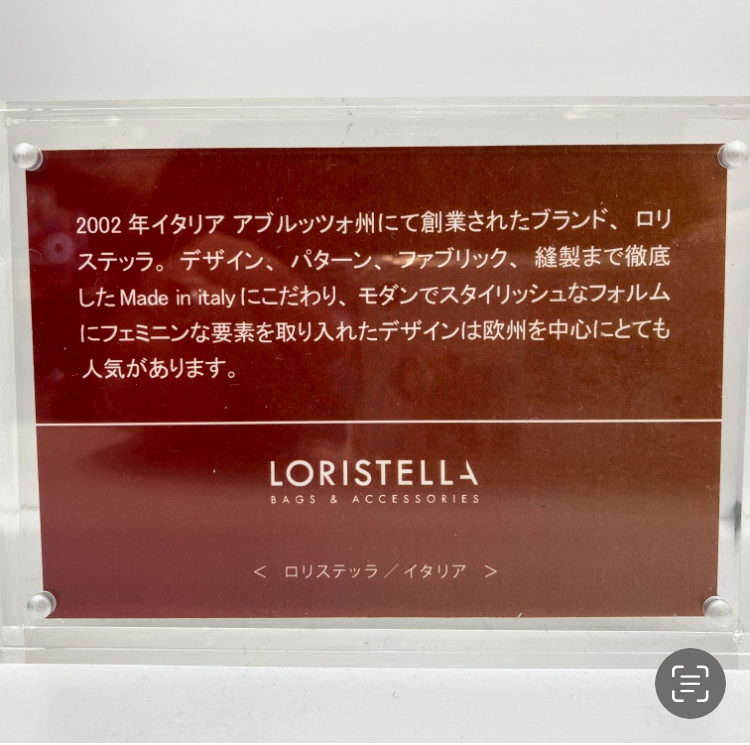 2002 年イタリア アブルッツォ州にて創業されたブランド、ロリ
ステッラ。デザイン、パターン、ファブリック、縫製まで徹底
したMade in italyにこだわり、モダンでスタイリッシュなフォルム
にフェミニンな要素を取り入れたデザインは欧州を中心にとても
人気があります。
LORISTELLA
BAGS & ACCESSORIES
＜ ロリステッラ／イタリア ＞